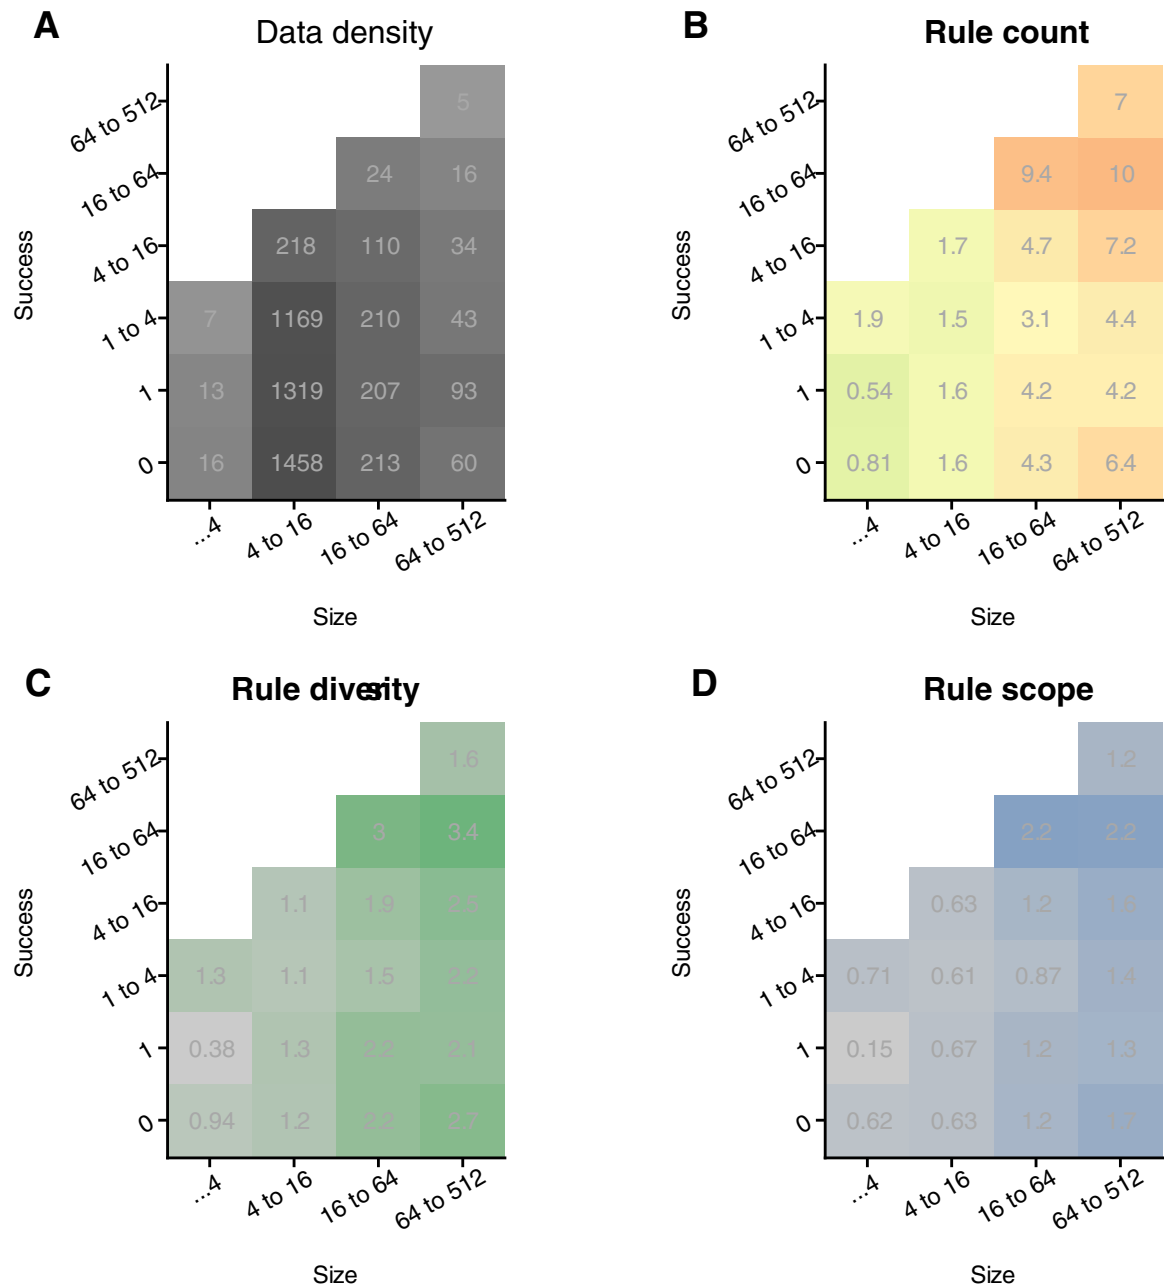 A
Data density
64 to 512
5
16 to 64
24 16
4 to 16
218 110 34
1 to 4
7 1169 210 43
1
13 1319 207 93
0
16 1458 213 60
Success
...4 4 to 16 16 to 64 64 to 512
Size
B
Rule count
64 to 512
7
16 to 64
9.4 10
4 to 16
1.7 4.7 7.2
1 to 4
1.9 1.5 3.1 4.4
1
0.54 1.6 4.2 4.2
0
0.81 1.6 4.3 6.4
Success
...4 4 to 16 16 to 64 64 to 512
Size
C
Rule diversity
64 to 512
1.6
16 to 64
3 3.4
4 to 16
1.1 1.9
1 to 4
1.3 1.1 1.5 2.2
1
0.38 1.3 2.2 2.1
0
0.94 1.2 2.2 2.7
Success
...4 4 to 16 16 to 64 64 to 512
Size
D
Rule scope
64 to 512
1.2
16 to 64
2.2 2.2
4 to 16
0.63 1.2
1 to 4
0.71 0.61 0.87 1.4
1
0.15 0.67 1.2 1.3
0
0.62 0.63 1.2
Success
...4 4 to 16 16 to 64 64 to 512
Size